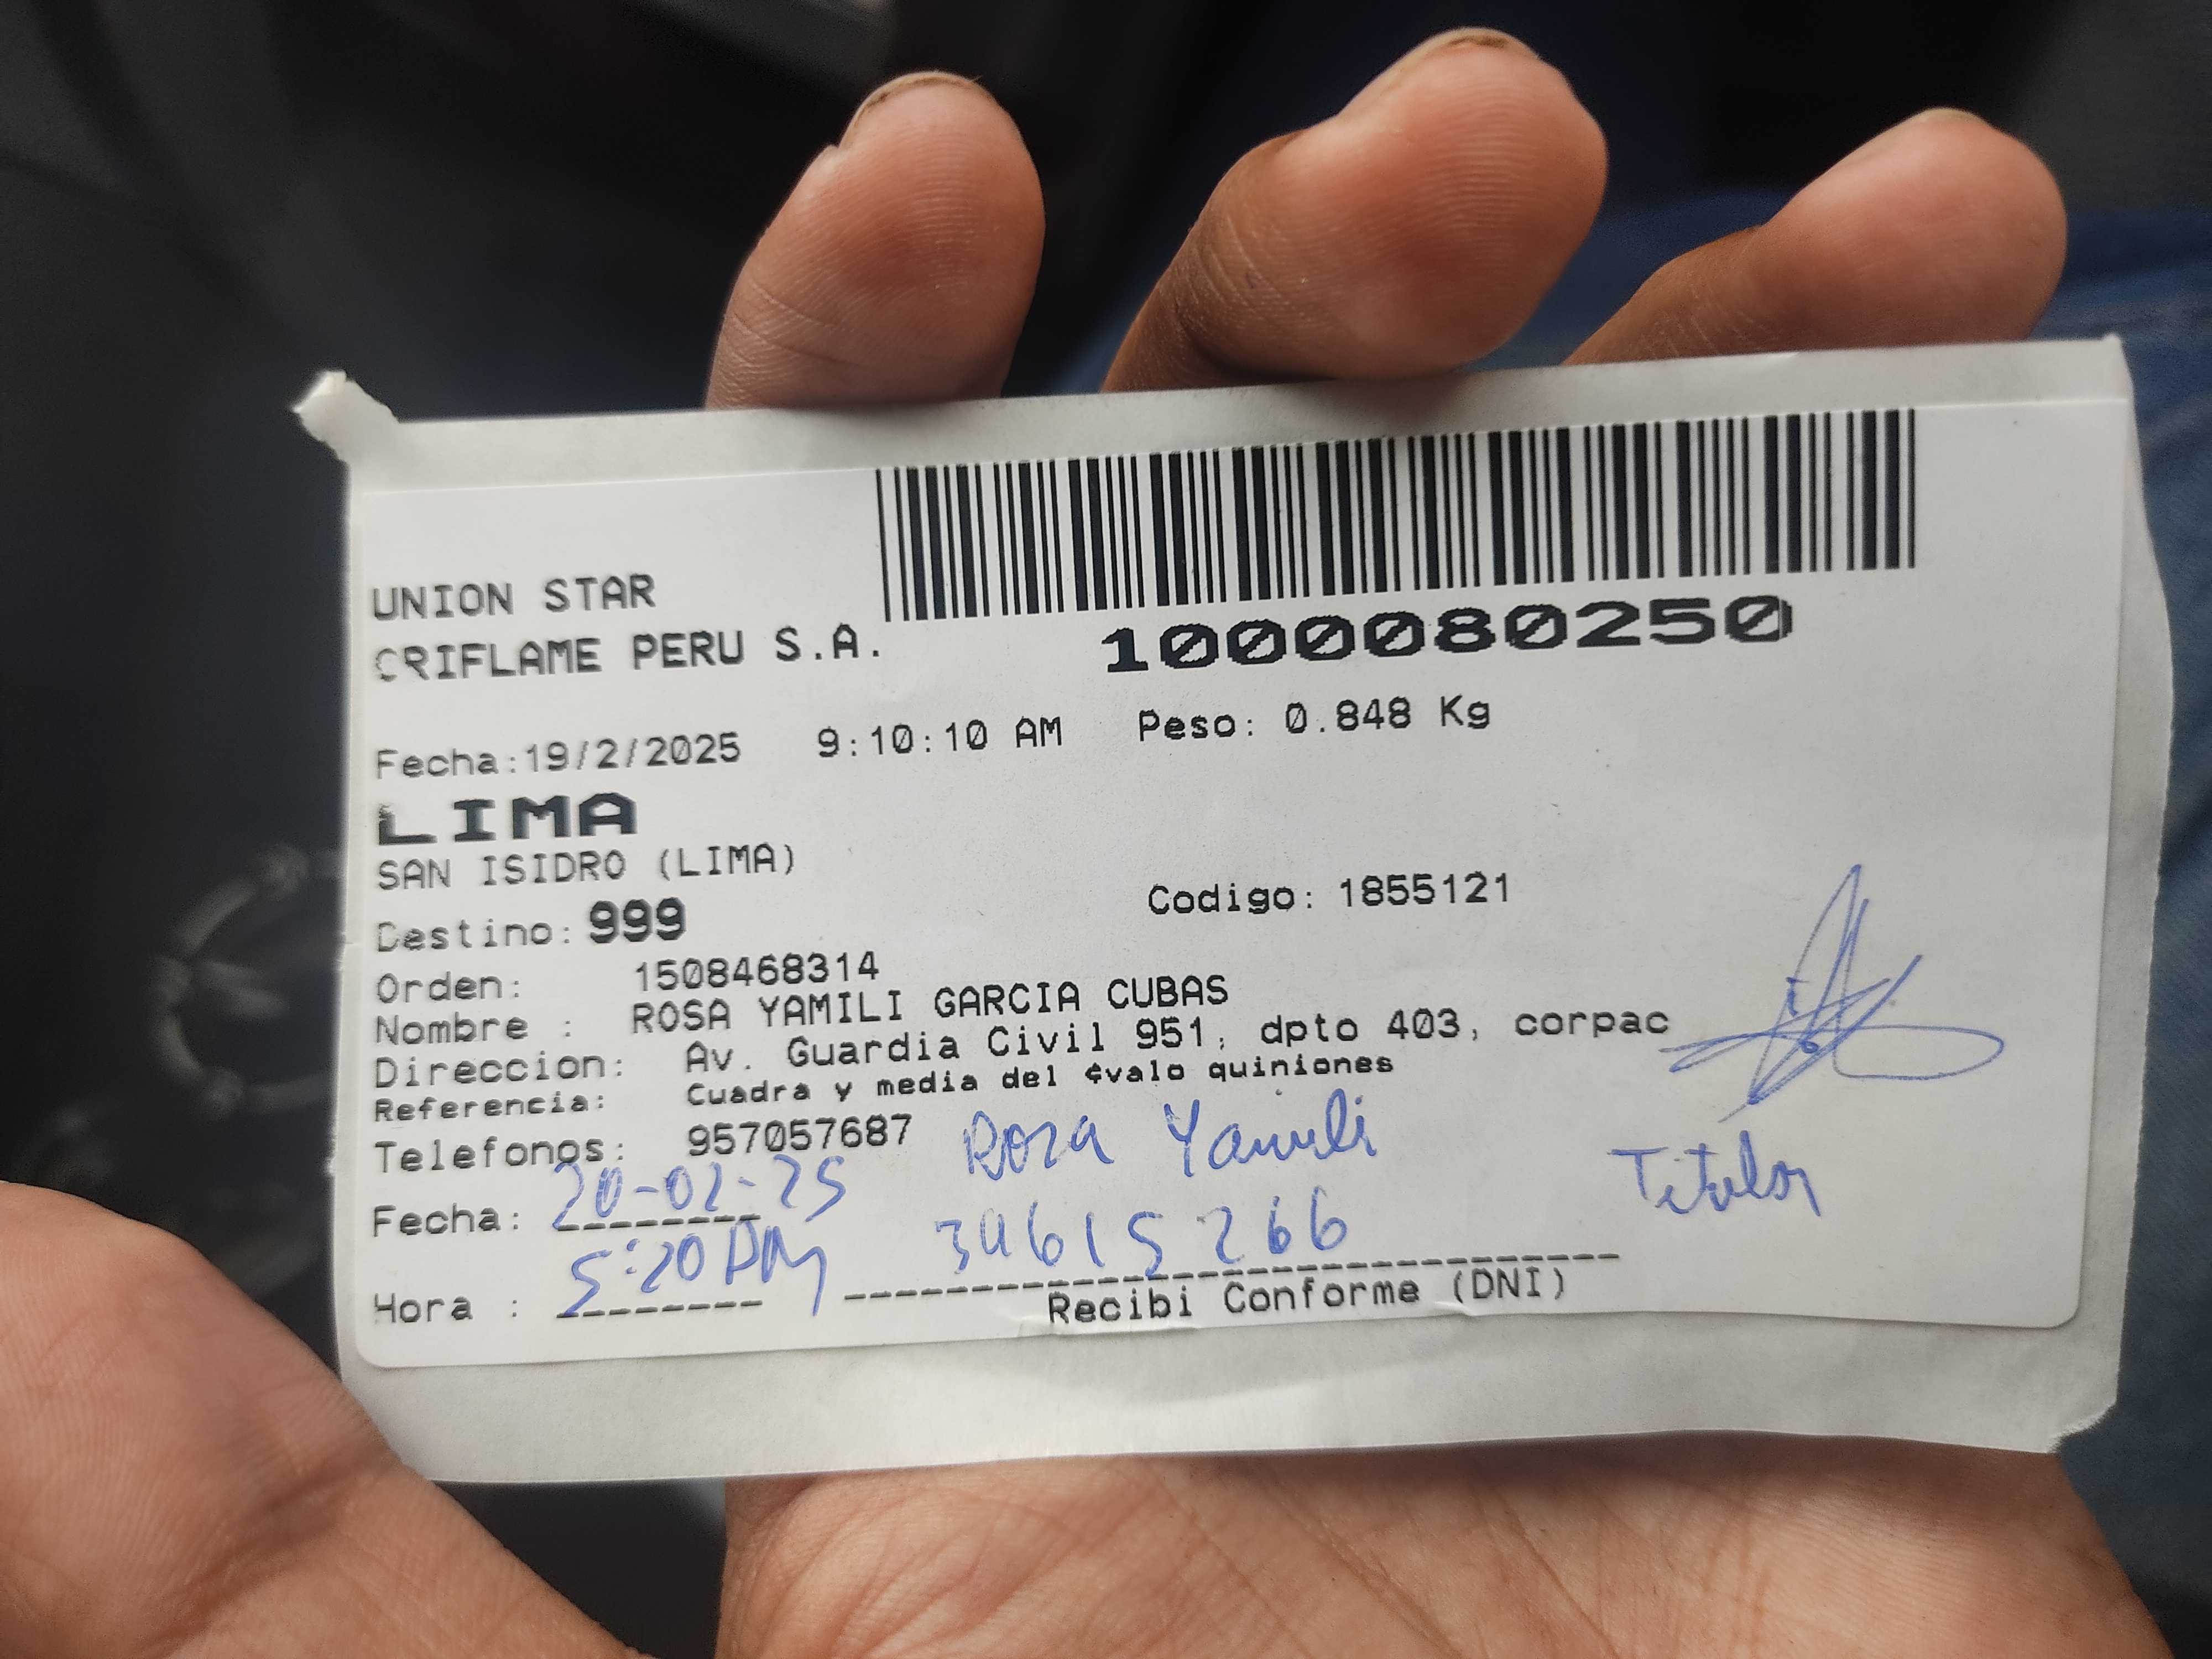 UNION STAR
CRIFLAME PERU S.A.
1000080250
Fecha:19/2/2025 9:10:10 AM Peso: 0.848 Kg
LIMA
SAN ISIDRO (LIMA)
Destino: 999 Codigo: 1855121
Orden: 1508468314
Nombre : ROSA YAMILI GARCIA CUBAS
Direccion: Av. Guardia Civil 951, dpto 403, corpac
Referencia: Cuadra y media del ¢valo quiniones
Telefonos: 957057687 Rosa Yamili
Titular
Fecha: 20-02-25 34615266
Hora : 5:20 PM
Recibi Conforme (DNI)